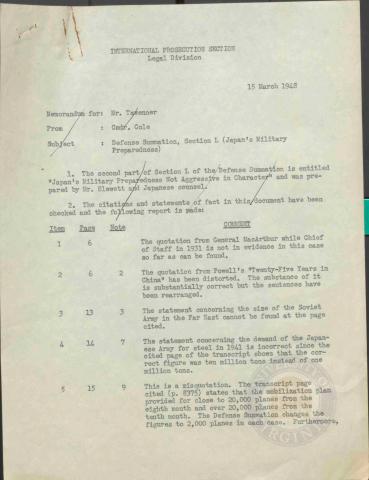 INTERNATIONAL PROSECUTION SECTION
Legal Division
15 March 1948
Memorandum for: Mr. Tavenner
From : Cmdr. Cole
Subject : Defense Summation, Section L (Japan's Military
Preparedness)
1. The second part of Section L of the Defense Summation is entitled
"Japan's Military Preparedness Not Aggressive in Character" and was pre-
pared by Mr. Blewett and Japanese counsel.
2. The citations and statements of fact in this document have been
checked and the following report is made:
Item Page Note COMMENT
1 6 The quotation from General MacArthur while Chief
of Staff in 1931 is not in evidence in this case
so far as can be found.
2 6 2 The quotation from Powell's "Twenty-Five Years in
China" has been distorted. The substance of it
is substantially correct but the sentences have
been rearranged.
3 13 3 The statement concerning the size of the Soviet
Army in the Far East cannot be found at the page
cited.
4 14 7 The statement concerning the demand of the Japan-
ese Army for steel in 1941 is incorrect since the
cited page of the transcript shows that the cor-
rect figure was ten million tons instead of one
million tons.
5 15 9 This is a misquotation. The transcript page
cited (p. 8375) states that the mobilization plan
provided for close to 20,000 planes from the
eighth month and over 20,000 planes from the
tenth month. The Defense Summation changes the
figures to 2,000 planes in each case. Furthermore,